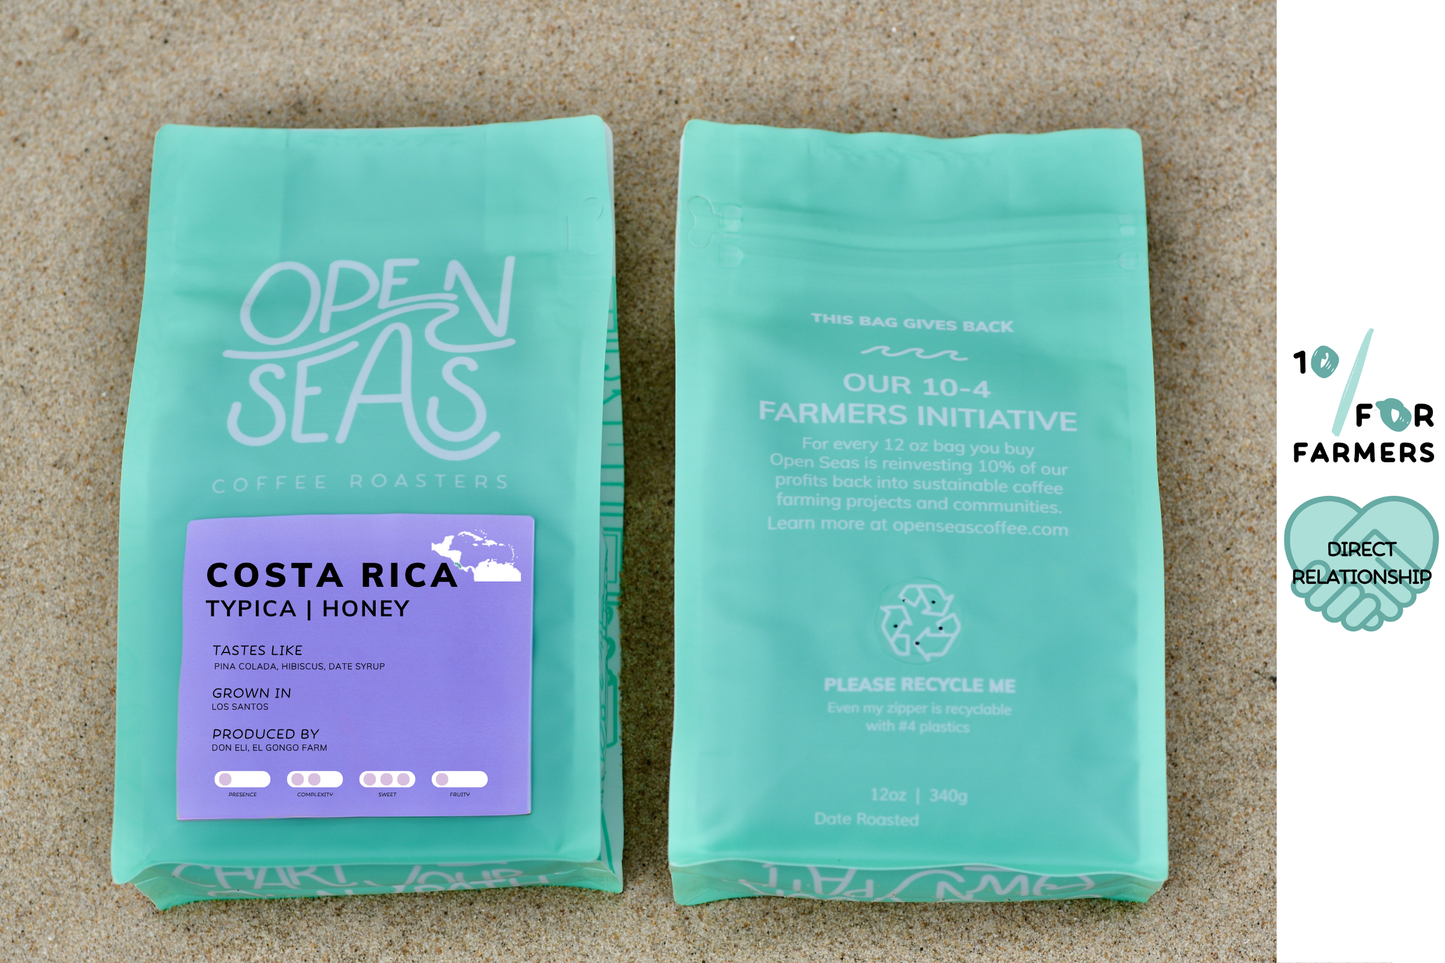 OPEN
SEAS
COFFEE ROASTERS
COSTA RICA
TYPICA | HONEY
TASTES LIKE
PINA COLADA, HIBISCUS, DATE SYRUP
GROWN IN
LOS SANTOS
PRODUCED BY
DON ELI, EL GONGO FARM
PRESENCE
COMPLEXITY
SWEET
FRUITY
CHART YOUR
THIS BAG GIVES BACK
OUR 10-4
FARMERS INITIATIVE
For every 12 oz bag you buy
Open Seas is reinvesting 10% of our
profits back into sustainable coffee
farming projects and communities.
Learn more at openseascoffee.com
PLEASE RECYCLE ME
Even my zipper is recyclable
with #4 plastics
12oz | 340g
Date Roasted
10/FOR
FARMERS
DIRECT
RELATIONSHIP